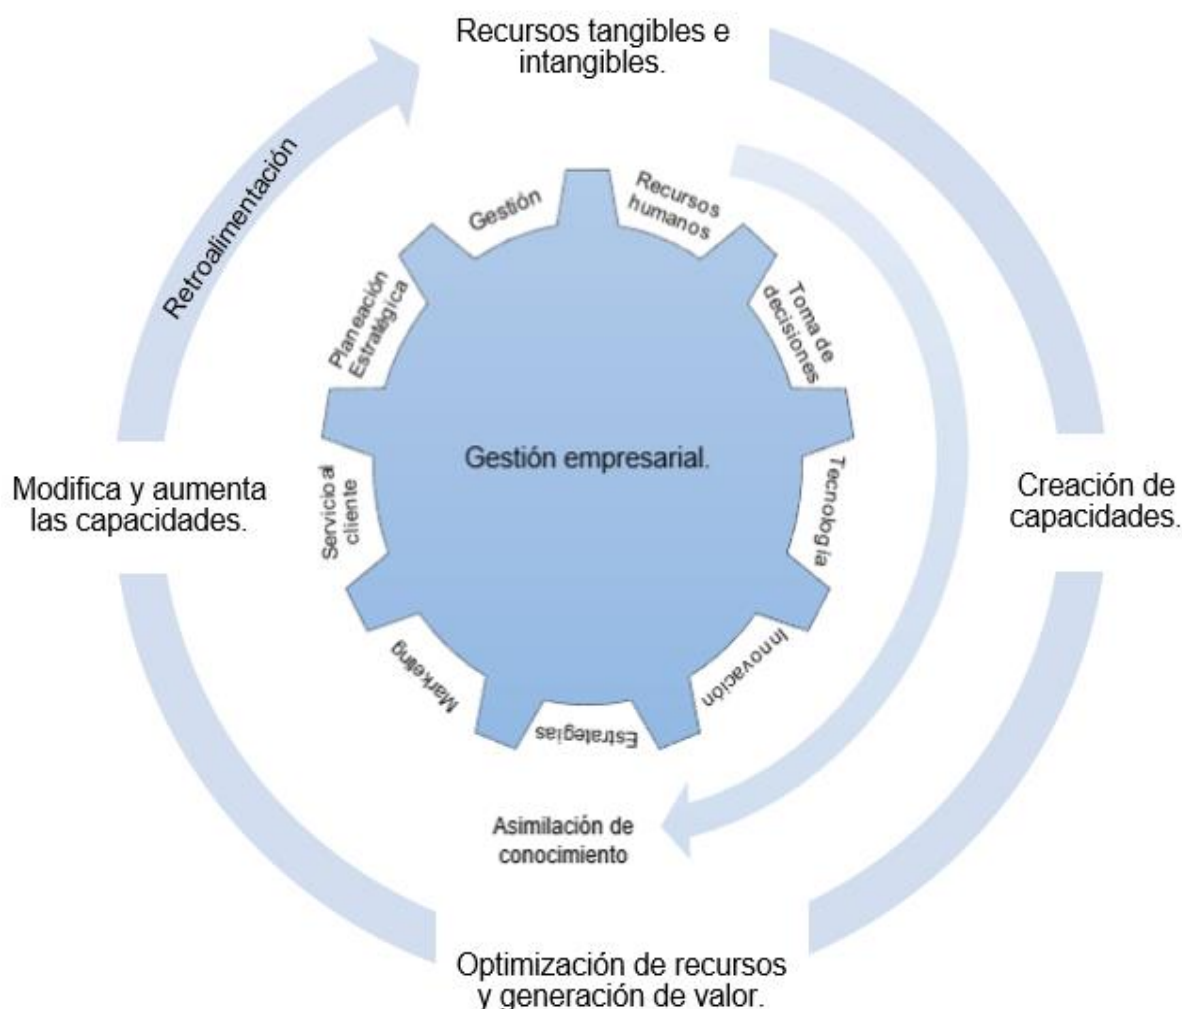 Recursos tangibles e
intangibles.
Retroalimentación
Gestión
Recursos
humanos
Planeación
Estratégica
Toma de
decisiones
Gestión empresarial.
Modifica y aumenta
las capacidades.
Servicio al
cliente
Tecnología
Creación de
capacidades.
Marketing
Innovación
Estrategias
Asimilación de
conocimiento
Optimización de recursos
y generación de valor.